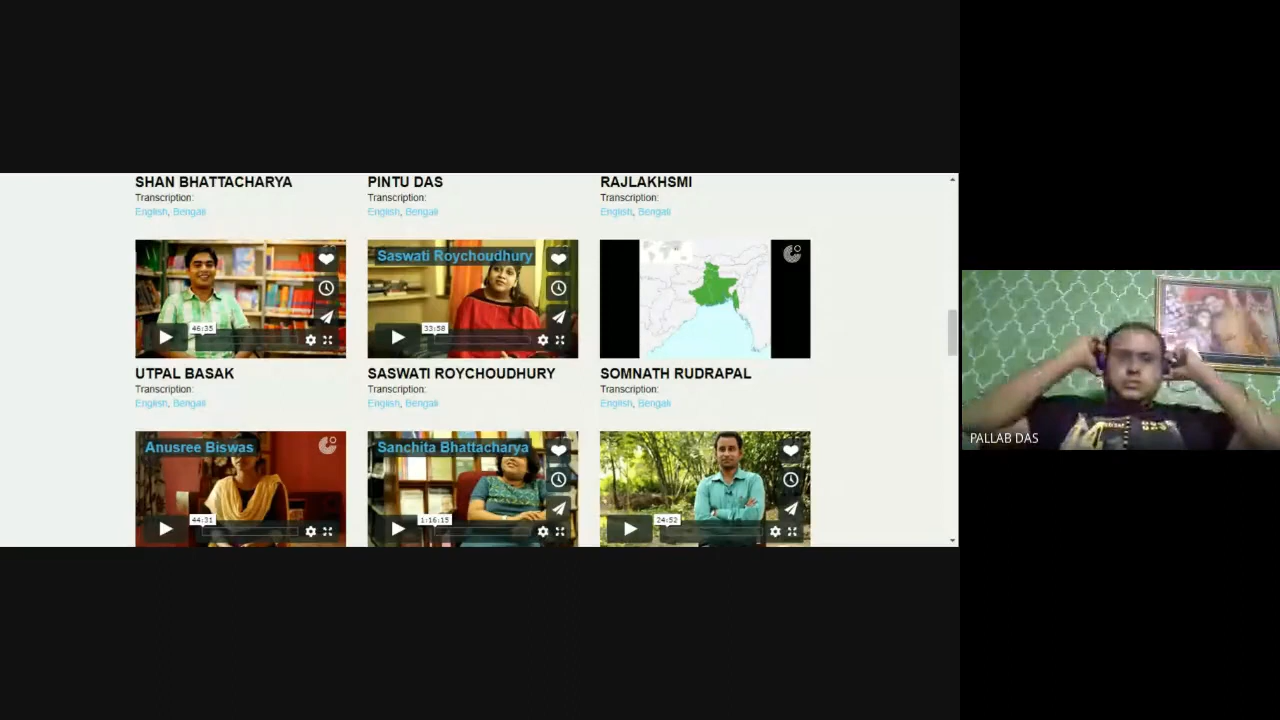 SHAN BHATTACHARYA
Transcription:
English, Bengali
PINTU DAS
Transcription:
English, Bengali
RAJLAKHSMI
Transcription:
English, Bengali
46:35
UTPAL BASAK
Transcription:
English, Bengali
Saswati Roychoudhury
33:58
SASWATI ROYCHOUDHURY
Transcription:
English, Bengali
SOMNATH RUDRAPAL
Transcription:
English, Bengali
Anusree Biswas
44:31
Sanchita Bhattacharya
1:16:15
24:52
PALLAB DAS